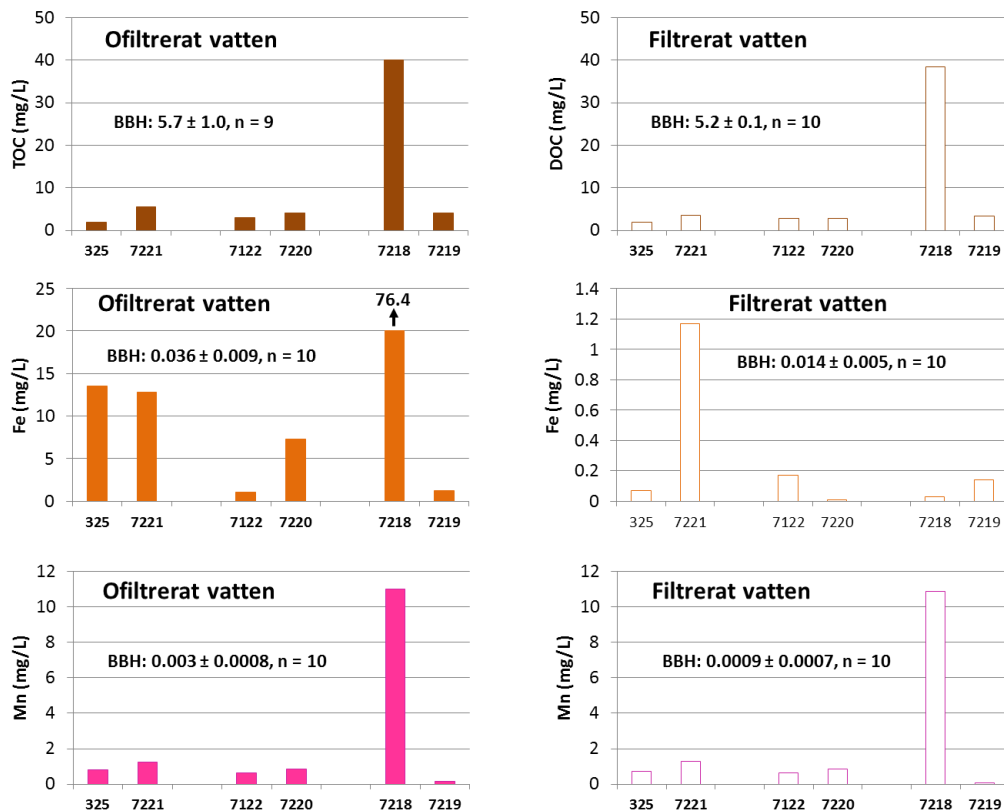 Ofiltrerat vatten
TOC (mg/L)
50
40
30
20
10
0
BBH: 5.7 ± 1.0, n = 9
325 7221 7122 7220 7218 7219
Filtrerat vatten
DOC (mg/L)
50
40
30
20
10
0
BBH: 5.2 ± 0.1, n = 10
325 7221 7122 7220 7218 7219
Ofiltrerat vatten
76.4
Fe (mg/L)
25
20
15
10
5
0
BBH: 0.036 ± 0.009, n = 10
325 7221 7122 7220 7218 7219
Filtrerat vatten
Fe (mg/L)
1.4
1.2
1
0.8
0.6
0.4
0.2
0
BBH: 0.014 ± 0.005, n = 10
325 7221 7122 7220 7218 7219
Ofiltrerat vatten
Mn (mg/L)
12
10
8
6
4
2
0
BBH: 0.003 ± 0.0008, n = 10
325 7221 7122 7220 7218 7219
Filtrerat vatten
Mn (mg/L)
12
10
8
6
4
2
0
BBH: 0.0009 ± 0.0007, n = 10
325 7221 7122 7220 7218 7219